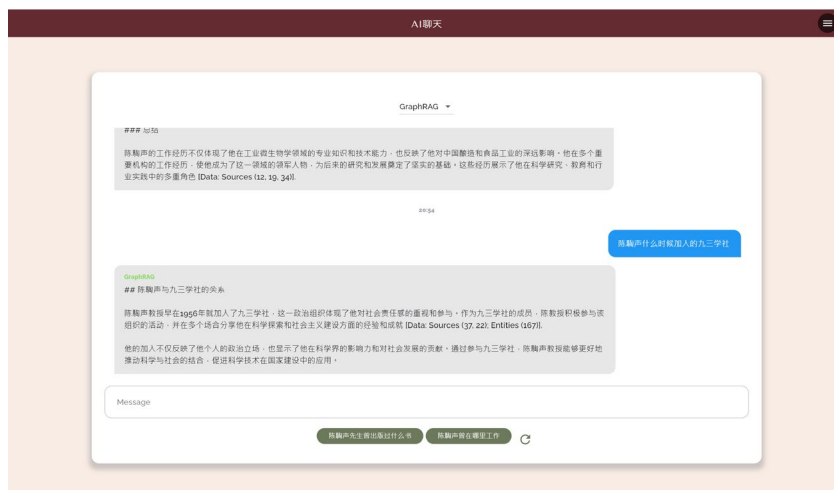 AI聊天
GraphRAG
### 总结
陈騊声的工作经历不仅体现了他在工业微生物学领域的专业知识和技术能力，也反映了他对中国酿造和食品工业的深远影响。他在多个重
要机构的工作经历，使他成为了这一领域的领军人物，为后来的研究和发展奠定了坚实的基础。这些经历展示了他在科学研究、教育和行
业实践中的多重角色 [Data: Sources (12, 19, 34)].
20:54
陈騊声什么时候加入的九三学社
GraphRAG
## 陈騊声与九三学社的关系
陈騊声教授早在1956年就加入了九三学社，这一政治组织体现了他对社会责任感的重视和参与。作为九三学社的成员，陈教授积极参与该
组织的活动，并在多个场合分享他在科学探索和社会主义建设方面的经验和成就 [Data: Sources (37, 22); Entities (167)].
他的加入不仅反映了他个人的政治立场，也显示了他在科学界的影响力和对社会发展的贡献。通过参与九三学社，陈騊声教授能够更好地
推动科学与社会的结合，促进科学技术在国家建设中的应用。
Message
陈騊声先生曾出版过什么书
陈騊声曾在哪里工作